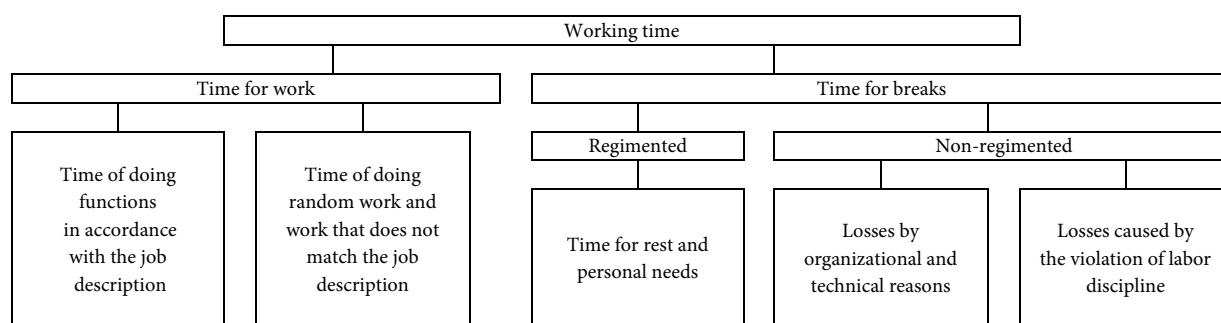 Working time
Time for work
Time for breaks
Regimented
Non-regimented
Time of doing
functions
in accordance
with the job
description
Time of doing
random work and
work that does not
match the job
description
Time for rest and
personal needs
Losses by
organizational and
technical reasons
Losses caused by
the violation of labor
discipline